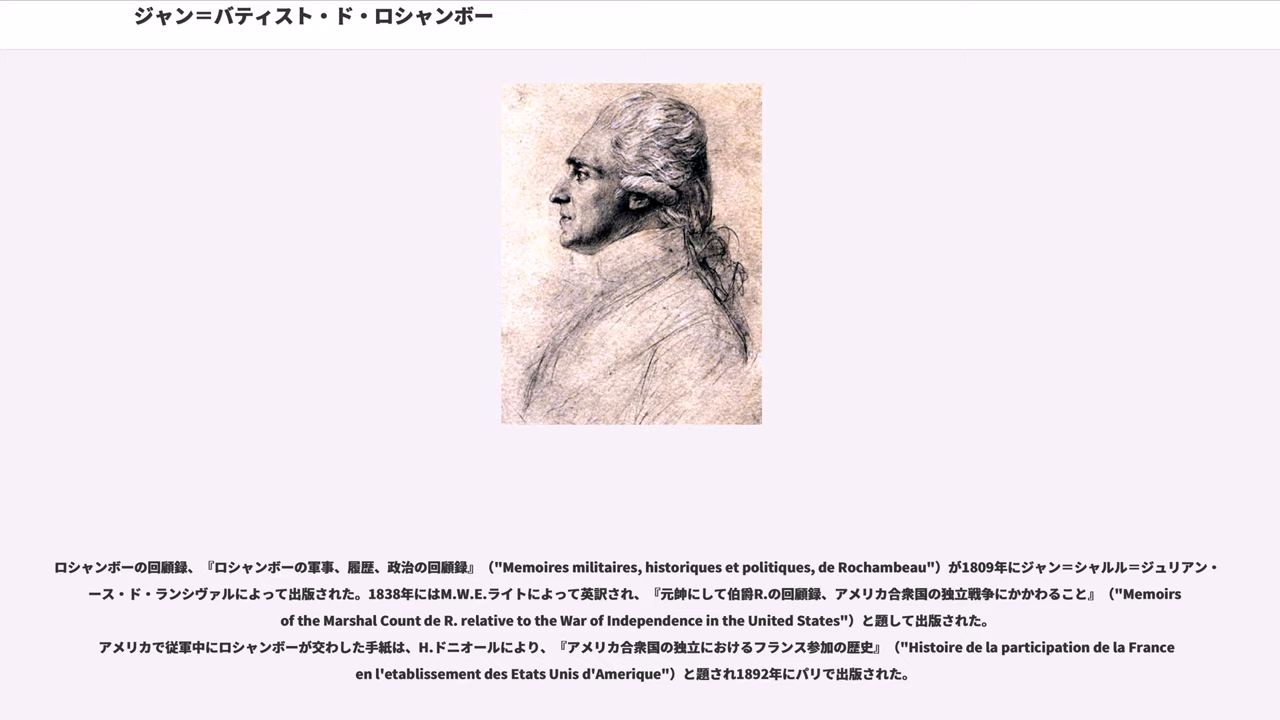 ジャン＝バティスト・ド・ロシャンボー
ロシャンボーの回顧録、『ロシャンボーの軍事、履歴、政治の回顧録』（"Memoires militaires, historiques et politiques, de Rochambeau"）が1809年にジャン＝シャルル＝ジュリアン・
ース・ド・ランシヴァルによって出版された。1838年にはM.W.E.ライトによって英訳され、『元帥にして伯爵R.の回顧録、アメリカ合衆国の独立戦争にかかわること』（"Memoirs
of the Marshal Count de R. relative to the War of Independence in the United States"）と題して出版された。
アメリカで従軍中にロシャンボーが交わした手紙は、H.ドニオールにより、『アメリカ合衆国の独立におけるフランス参加の歴史』（"Histoire de la participation de la France
en l'etablissement des Etats Unis d'Amerique"）と題され1892年にパリで出版された。